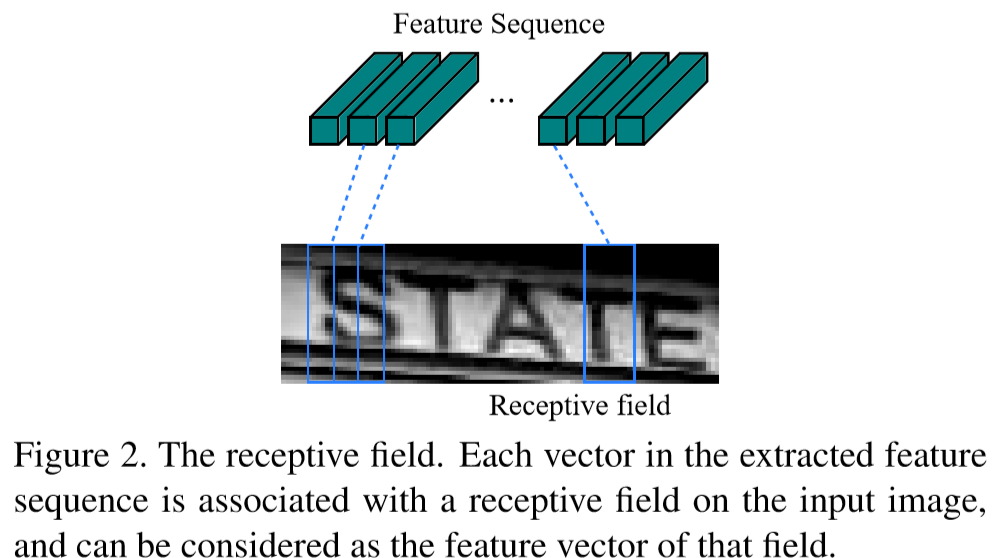 Feature Sequence
...
STATE
Receptive field
Figure 2. The receptive field. Each vector in the extracted feature
sequence is associated with a receptive field on the input image,
and can be considered as the feature vector of that field.